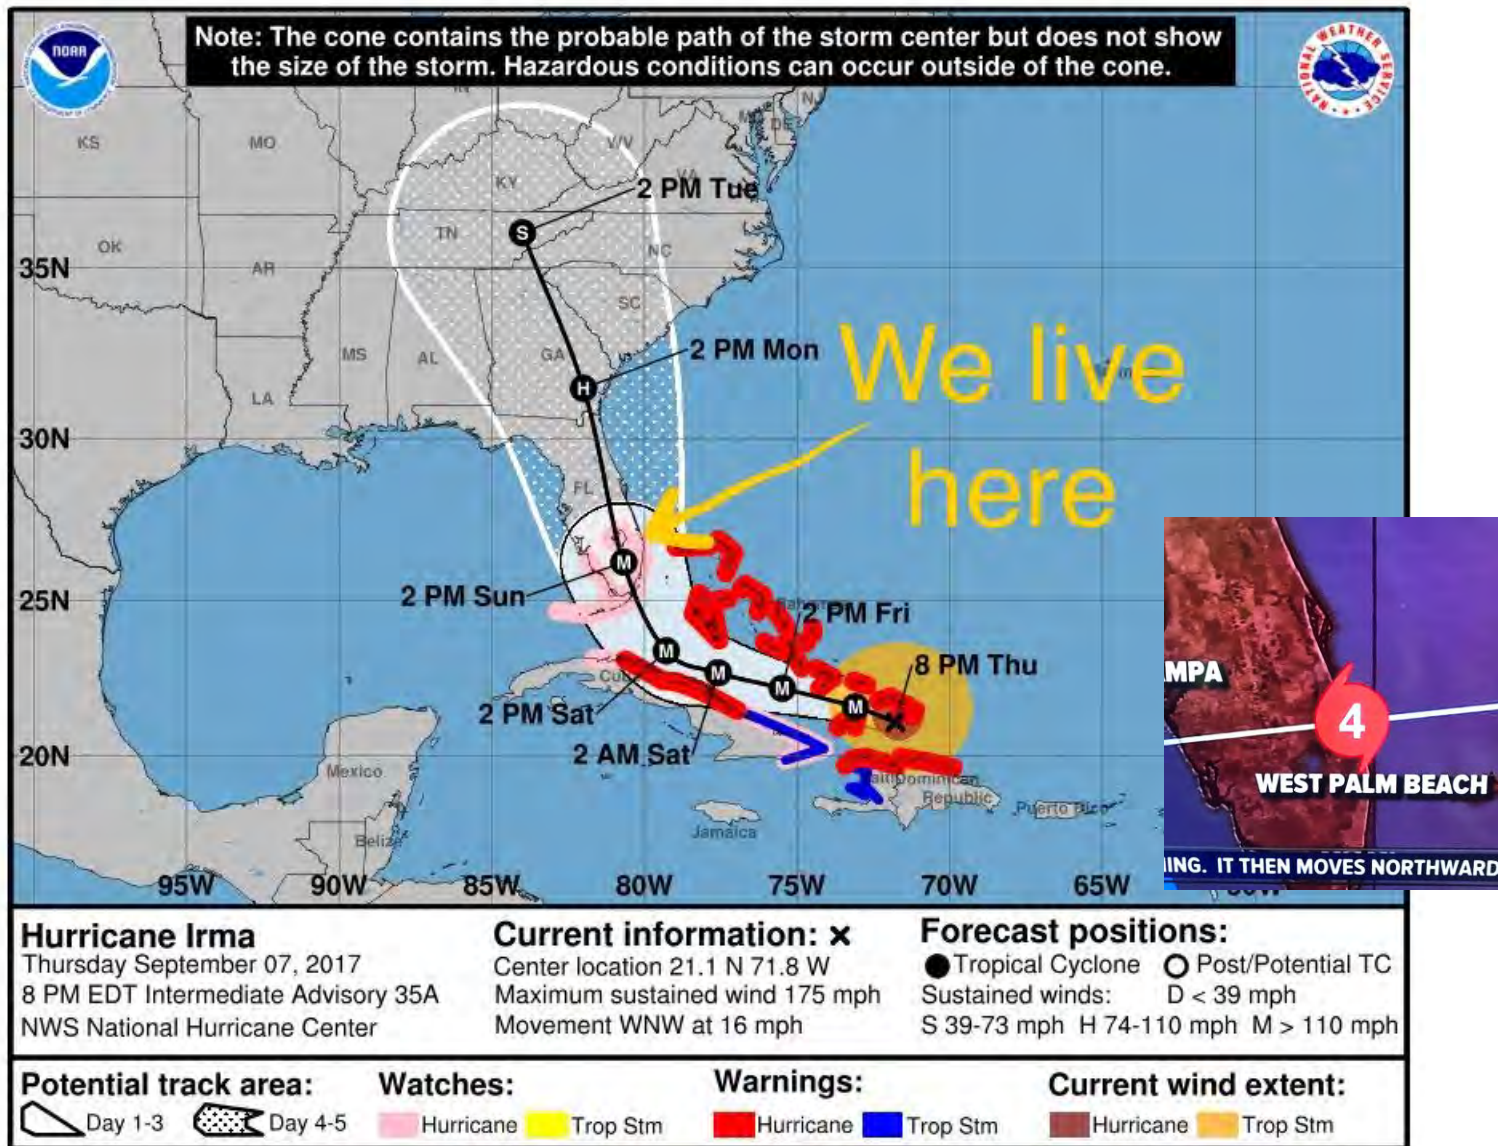 NOAA
Note: The cone contains the probable path of the storm center but does not show
the size of the storm. Hazardous conditions can occur outside of the cone.
NATIONAL WEATHER SERVICE
KS
MO
IN
WV
NJ
DE
KY
VA
2 PM Tue
S
OK
TN
NC
35N
AR
SC
MS
AL
GA
2 PM Mon
H
LA
We live
here
30N
FL
M
2 PM Sun
25N
2 PM Fri
M
8 PM Thu
M
M
M
2 PM Sat
2 AM Sat
20N
Mexico
Dominican
Republic
Puerto Rico
Jamaica
Belize
95W
90W
85W
80W
75W
70W
65W
MPA
4
WEST PALM BEACH
ING. IT THEN MOVES NORTHWARD
Hurricane Irma
Thursday September 07, 2017
8 PM EDT Intermediate Advisory 35A
NWS National Hurricane Center
Current information: x
Center location 21.1 N 71.8 W
Maximum sustained wind 175 mph
Movement WNW at 16 mph
Forecast positions:
Tropical Cyclone Post/Potential TC
Sustained winds: D < 39 mph
S 39-73 mph H 74-110 mph M > 110 mph
Potential track area:
Day 1-3 Day 4-5
Watches:
Hurricane Trop Stm
Warnings:
Hurricane Trop Stm
Current wind extent:
Hurricane Trop Stm